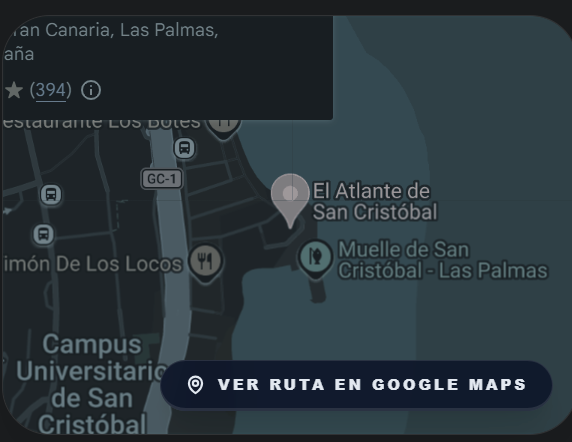 ran Canaria, Las Palmas,
aña
(394)
estaurante Los Botes
GC-1
El Atlante de
San Cristóbal
Muelle de San
Cristóbal - Las Palmas
imón De Los Locos
Campus
Universitario
de San
Cristóbal
VER RUTA EN GOOGLE MAPS